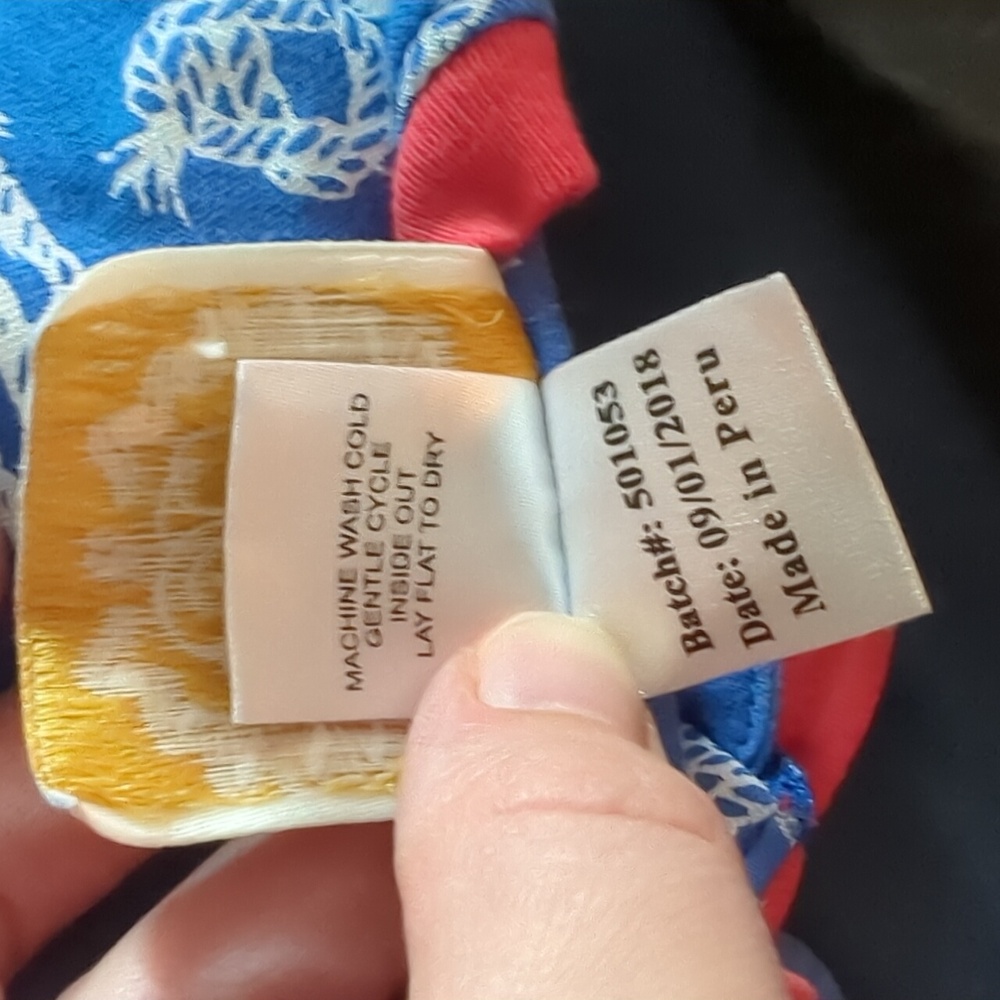 MACHINE WASH COLD
GENTLE CYCLE
INSIDE OUT
LAY FLAT TO DRY
Batch#: S010S3
Date: 09/01/2018
Made in Peru